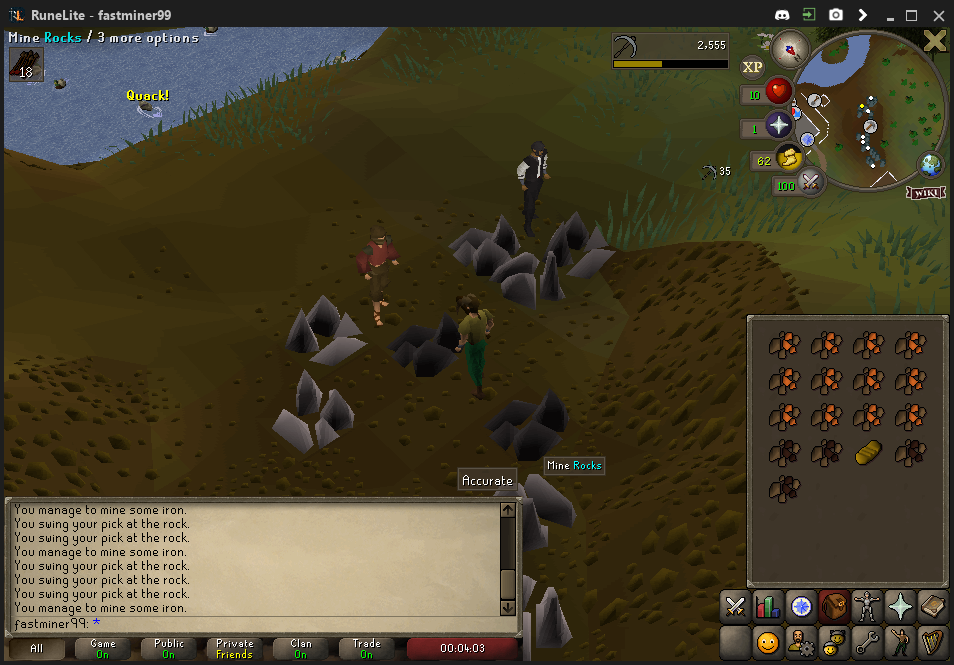 RuneLite - fastminer99
Mine Rocks / 3 more options
18
Quack!
2,555
XP
10
1
62
100
35
WIKI
Mine Rocks
Accurate
You manage to mine some iron.
You swing your pick at the rock.
You swing your pick at the rock.
You manage to mine some iron.
You swing your pick at the rock.
You swing your pick at the rock.
You swing your pick at the rock.
You manage to mine some iron.
fastminer99: *
All
Game
On
Public
On
Private
Friends
Clan
On
Trade
On
00:04:03